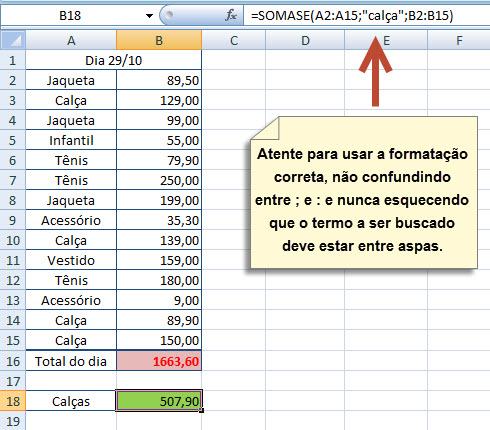 B18 fx =SOMASE(A2:A15;"calça";B2:B15)
A B C D E F
1 Dia 29/10
2 Jaqueta 89,50
3 Calça 129,00
4 Jaqueta 99,00
5 Infantil 55,00
6 Tênis 79,90
7 Tênis 250,00
8 Jaqueta 199,00
9 Acessório 35,30
10 Calça 139,00
11 Vestido 159,00
12 Tênis 180,00
13 Acessório 9,00
14 Calça 89,90
15 Calça 150,00
16 Total do dia 1663,60
17
18 Calças 507,90
19
Atente para usar a formatação
correta, não confundindo
entre ; e : e nunca esquecendo
que o termo a ser buscado
deve estar entre aspas.